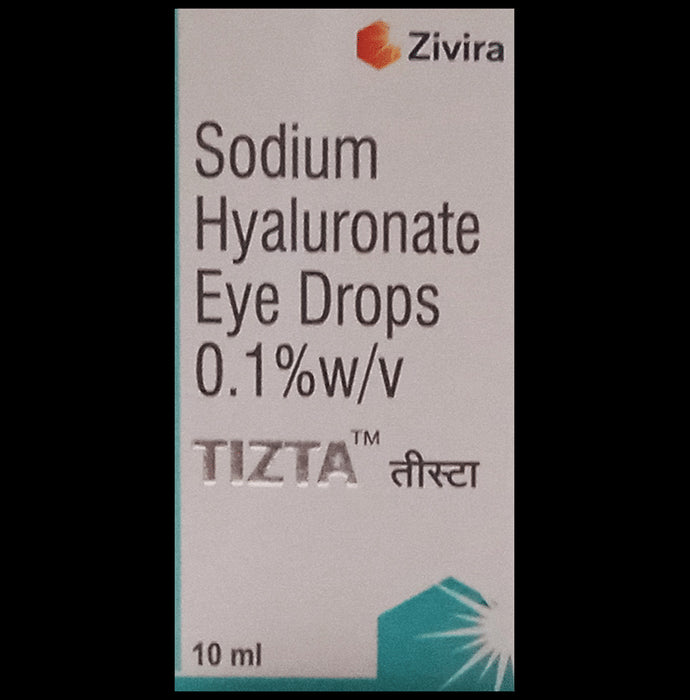 Zivira
Sodium
Hyaluronate
Eye Drops
0.1%w/v
TIZTA™ तीस्टा
10 ml